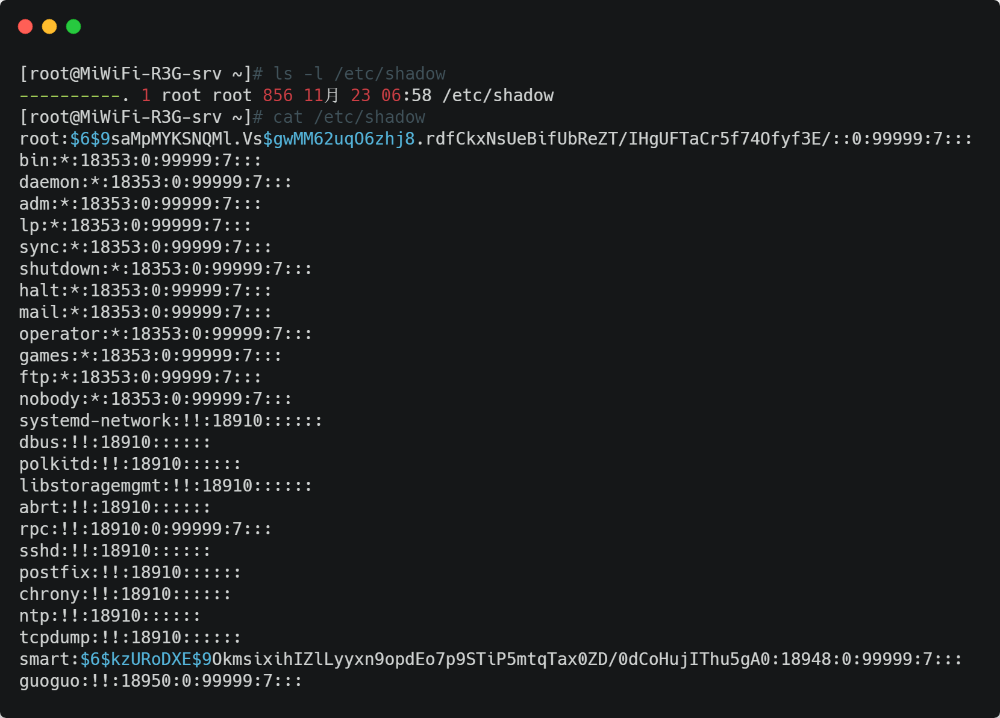 [root@MiWiFi-R3G-srv ~]# ls -l /etc/shadow
----------. 1 root root 856 11月 23 06:58 /etc/shadow
[root@MiWiFi-R3G-srv ~]# cat /etc/shadow
root:$6$9saMpMYKSNQMl.Vs$gwMM62uqO6zhj8.rdfCkxNsUeBifUbReZT/IHgUFTaCr5f74Ofyf3E/::0:99999:7:::
bin:*:18353:0:99999:7:::
daemon:*:18353:0:99999:7:::
adm:*:18353:0:99999:7:::
lp:*:18353:0:99999:7:::
sync:*:18353:0:99999:7:::
shutdown:*:18353:0:99999:7:::
halt:*:18353:0:99999:7:::
mail:*:18353:0:99999:7:::
operator:*:18353:0:99999:7:::
games:*:18353:0:99999:7:::
ftp:*:18353:0:99999:7:::
nobody:*:18353:0:99999:7:::
systemd-network:!!:18910::::::
dbus:!!:18910::::::
polkitd:!!:18910::::::
libstoragemgmt:!!:18910::::::
abrt:!!:18910::::::
rpc:!!:18910:0:99999:7:::
sshd:!!:18910::::::
postfix:!!:18910::::::
chrony:!!:18910::::::
ntp:!!:18910::::::
tcpdump:!!:18910::::::
smart:$6$kzURoDXE$9OkmsixihIZlLyyxn9opdEo7p9STiP5mtqTax0ZD/0dCoHujIThu5gA0:18948:0:99999:7:::
guoguo:!!:18950:0:99999:7:::